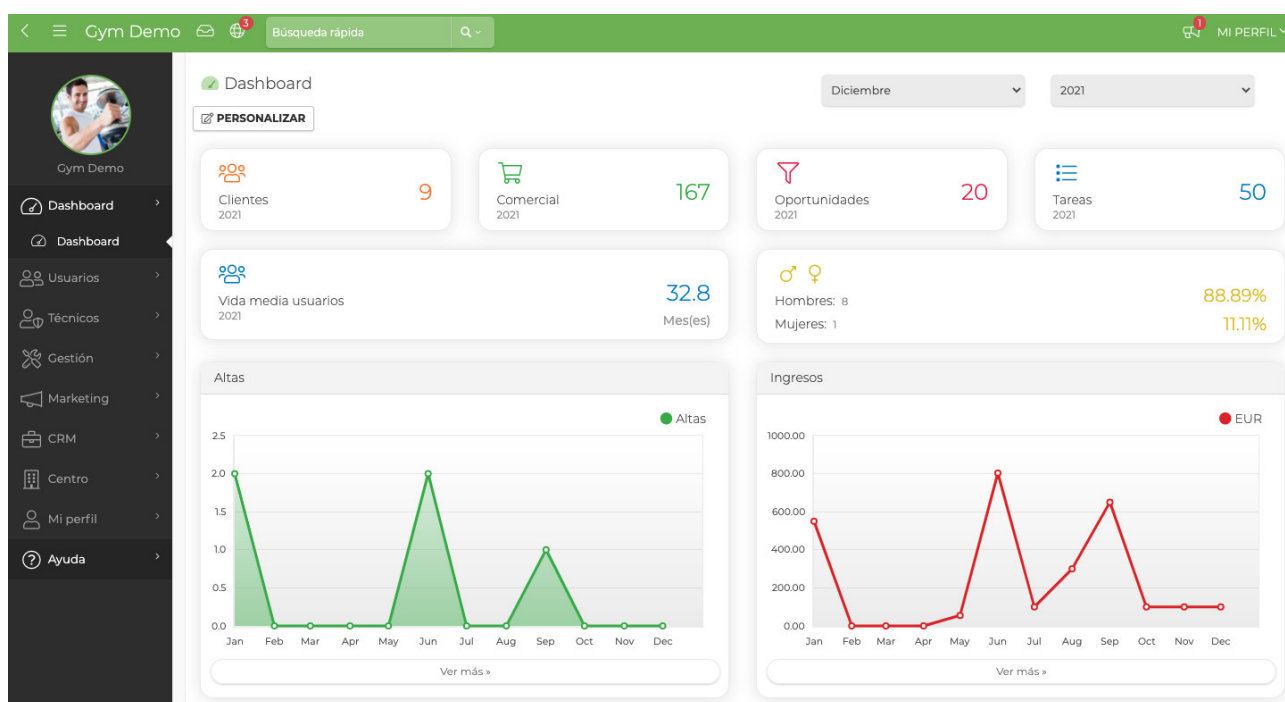 Gym Demo
3
Búsqueda rápida
1
MI PERFIL
Gym Demo
Dashboard
Dashboard
Usuarios
Técnicos
Gestión
Marketing
CRM
Centro
Mi perfil
Ayuda
Dashboard
Diciembre
2021
PERSONALIZAR
Clientes
2021
9
Comercial
2021
167
Oportunidades
2021
20
Tareas
2021
50
Vida media usuarios
2021
32.8
Mes(es)
Hombres: 8
88.89%
Mujeres: 1
11.11%
Altas
Altas
2.5
2.0
1.5
1.0
0.5
0.0
Jan Feb Mar Apr May Jun Jul Aug Sep Oct Nov Dec
Ver más »
Ingresos
EUR
1000.00
800.00
600.00
400.00
200.00
0.00
Jan Feb Mar Apr May Jun Jul Aug Sep Oct Nov Dec
Ver más »